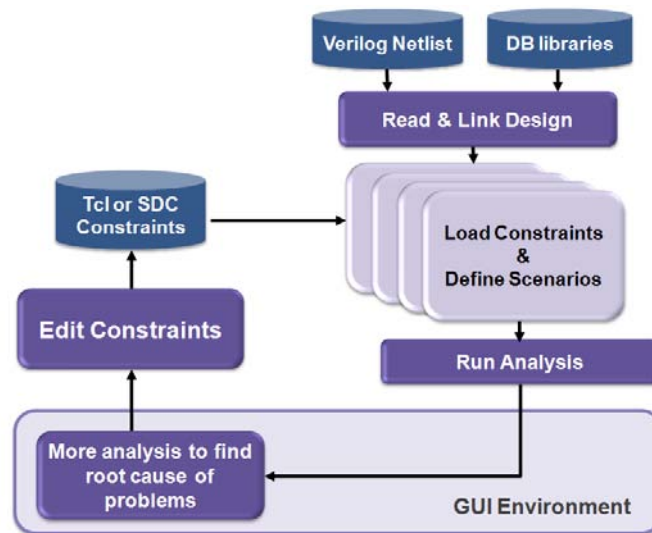 Verilog Netlist
DB libraries
Read & Link Design
Tcl or SDC
Constraints
Load Constraints
&
Define Scenarios
Edit Constraints
Run Analysis
More analysis to find
root cause of
problems
GUI Environment